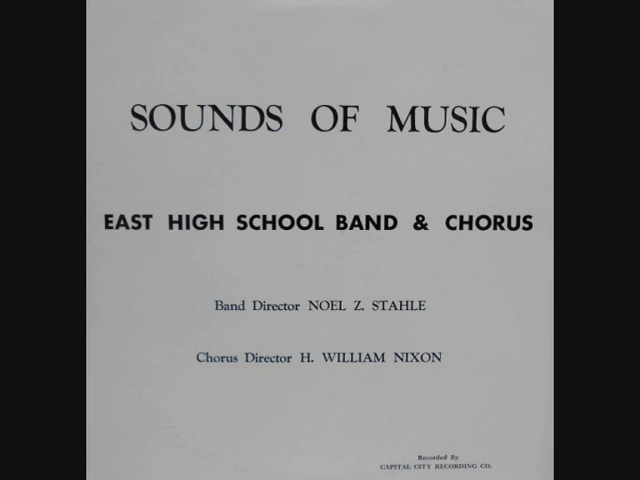 SOUNDS OF MUSIC
EAST HIGH SCHOOL BAND & CHORUS
Band Director NOEL Z. STAHLE
Chorus Director H. WILLIAM NIXON
Recorded By
CAPITAL CITY RECORDING CO.